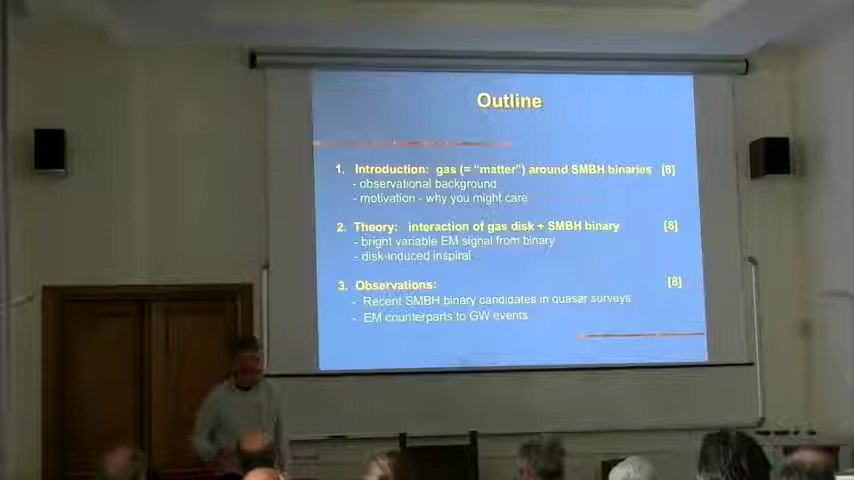 Outline
1. Introduction: gas (= "matter") around SMBH binaries [8]
- observational background
- motivation - why you might care
2. Theory: interaction of gas disk + SMBH binary [8]
- bright variable EM signal from binary
- disk-induced inspiral
3. Observations: [8]
- Recent SMBH binary candidates in quasar surveys
- EM counterparts to GW events